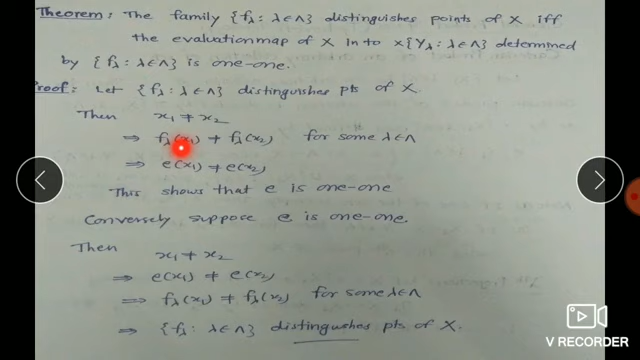 Theorem: The family {fλ : λ∈Λ} distinguishes points of X iff
the evaluation map of X in to ×{Yλ : λ∈Λ} determined
by {fλ : λ∈Λ} is one-one.
Proof: Let {fλ : λ∈Λ} distinguishes pts of X.
Then x₁ ≠ x₂
⇒ fλ(x₁) ≠ fλ(x₂) for some λ∈Λ
⇒ e(x₁) ≠ e(x₂)
This shows that e is one-one
Conversely suppose e is one-one.
Then
x₁ ≠ x₂
⇒ e(x₁) ≠ e(x₂)
⇒ fλ(x₁) ≠ fλ(x₂) for some λ∈Λ
⇒ {fλ : λ∈Λ} distinguishes pts of X.
V RECORDER